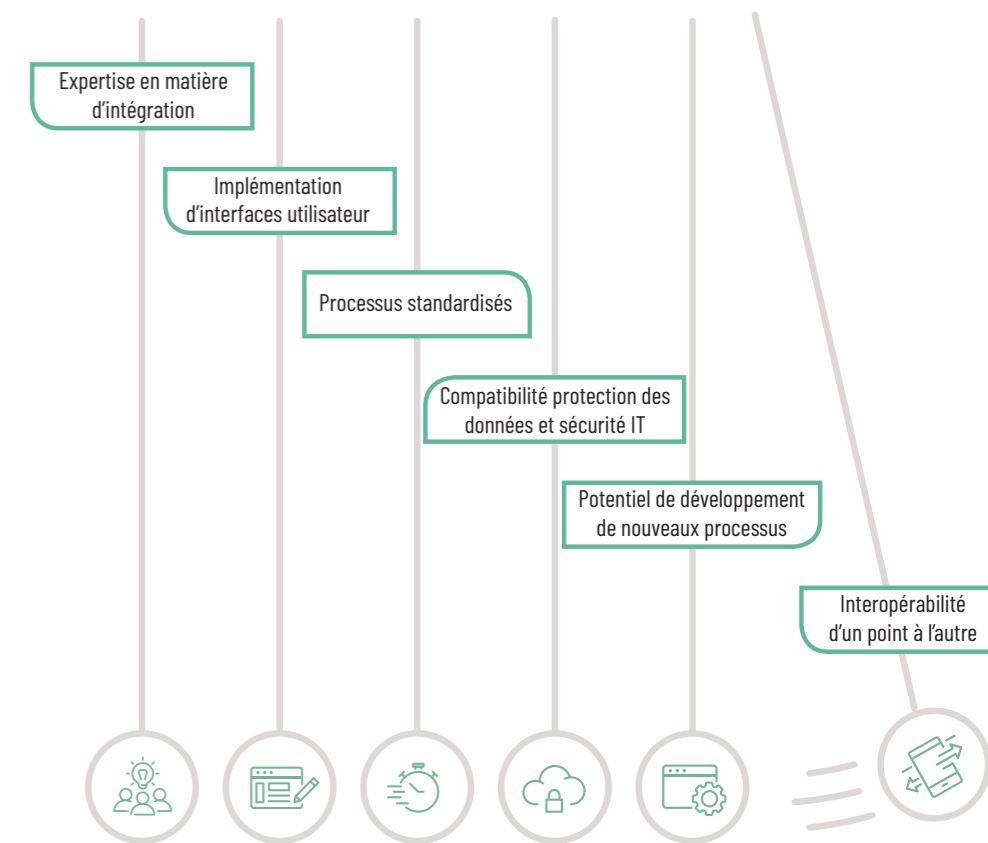 Expertise en matière
d'intégration
Implémentation
d'interfaces utilisateur
Processus standardisés
Compatibilité protection des
données et sécurité IT
Potentiel de développement
de nouveaux processus
Interopérabilité
d'un point à l'autre